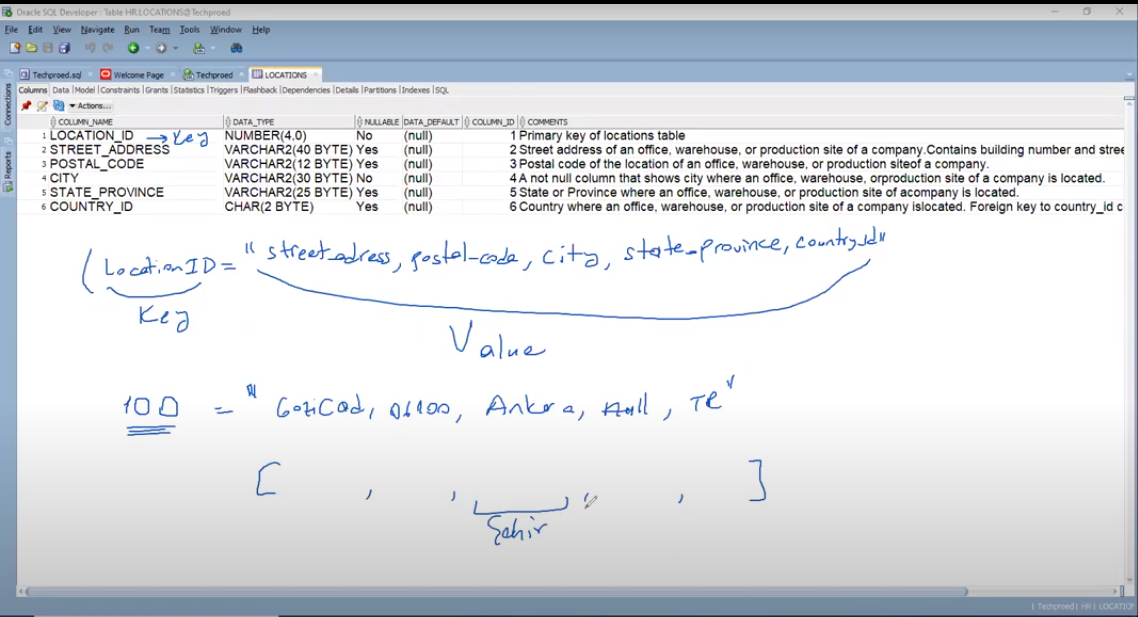 Oracle SQL Developer : Table HR.LOCATIONS@Techproed
File Edit View Navigate Run Team Tools Window Help
Techproed.sql Welcome Page Techproed LOCATIONS
Columns Data Model Constraints Grants Statistics Triggers Flashback Dependencies Details Partitions Indexes SQL
Actions...
Connections
Reports
COLUMN_NAME DATA_TYPE NULLABLE DATA_DEFAULT COLUMN_ID COMMENTS
1 LOCATION_ID → Key NUMBER(4,0) No (null) 1 Primary key of locations table
2 STREET_ADDRESS VARCHAR2(40 BYTE) Yes (null) 2 Street address of an office, warehouse, or production site of a company.Contains building number and stree
3 POSTAL_CODE VARCHAR2(12 BYTE) Yes (null) 3 Postal code of the location of an office, warehouse, or production siteof a company.
4 CITY VARCHAR2(30 BYTE) No (null) 4 A not null column that shows city where an office, warehouse, orproduction site of a company is located.
5 STATE_PROVINCE VARCHAR2(25 BYTE) Yes (null) 5 State or Province where an office, warehouse, or production site of acompany is located.
6 COUNTRY_ID CHAR(2 BYTE) Yes (null) 6 Country where an office, warehouse, or production site of a company islocated. Foreign key to country_id c
(LocationID = "street_adress, postal_code, city, state_province, country_id"
Key
Value
100 = " GaziCad, 06100, Ankara, null, TR"
[ , , , , ]
Şehir
Techproed | HR | LOCATION